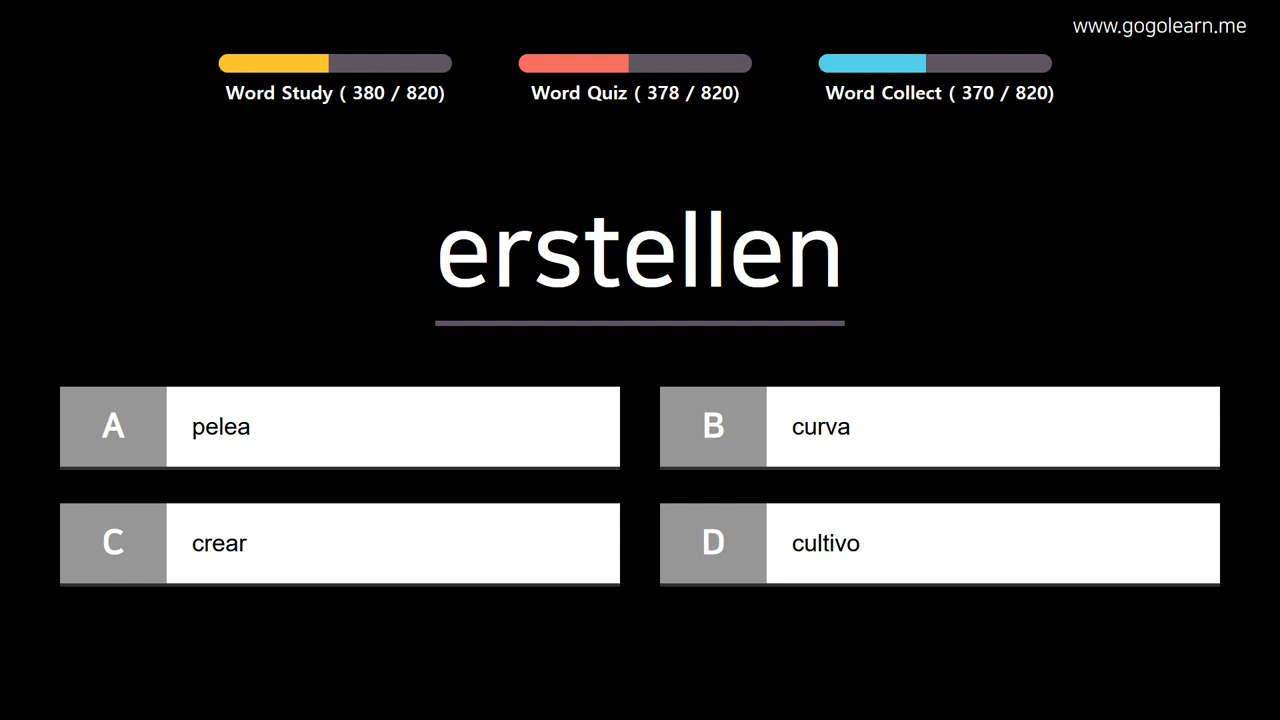 www.gogolearn.me
Word Study ( 380 / 820)
Word Quiz ( 378 / 820)
Word Collect ( 370 / 820)
erstellen
A pelea
B curva
C crear
D cultivo